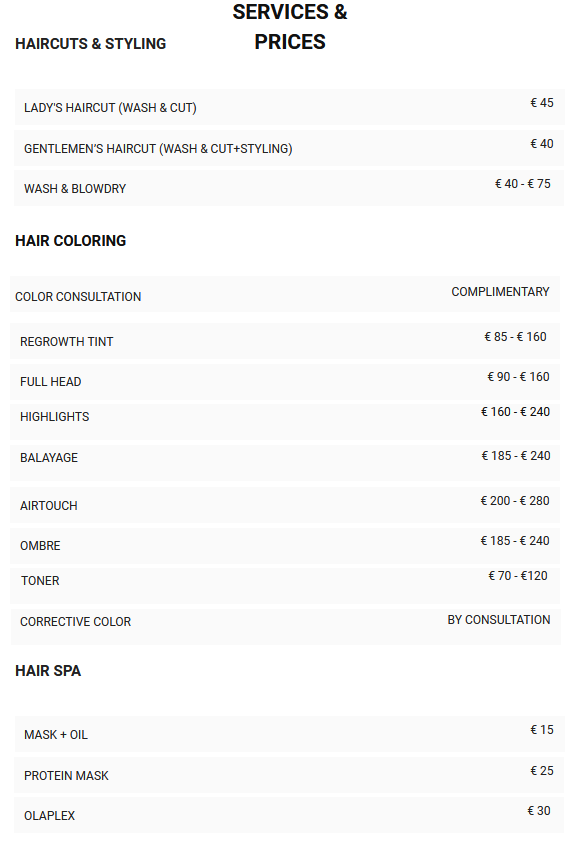 SERVICES &
PRICES
HAIRCUTS & STYLING
LADY'S HAIRCUT (WASH & CUT) € 45
GENTLEMEN'S HAIRCUT (WASH & CUT+STYLING) € 40
WASH & BLOWDRY € 40 - € 75
HAIR COLORING
COLOR CONSULTATION COMPLIMENTARY
REGROWTH TINT € 85 - € 160
FULL HEAD € 90 - € 160
HIGHLIGHTS € 160 - € 240
BALAYAGE € 185 - € 240
AIRTOUCH € 200 - € 280
OMBRE € 185 - € 240
TONER € 70 - €120
CORRECTIVE COLOR BY CONSULTATION
HAIR SPA
MASK + OIL € 15
PROTEIN MASK € 25
OLAPLEX € 30